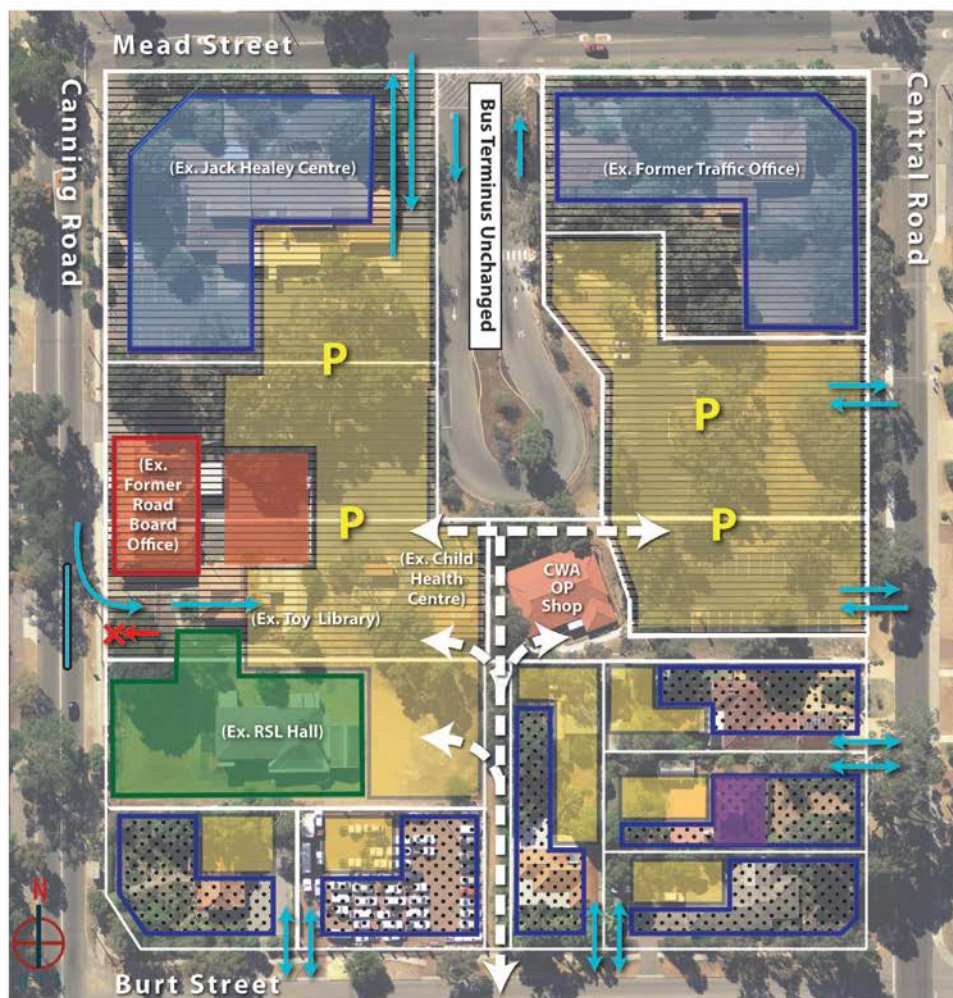 Mead Street
Canning Road
Central Road
Bus Terminus Unchanged
(Ex. Jack Healey Centre)
(Ex. Former Traffic Office)
P
P
(Ex.
Former
Road
Board
Office)
P
P
(Ex. Child
Health
Centre)
CWA
OP
Shop
(Ex. Toy Library)
(Ex. RSL Hall)
N
Burt Street